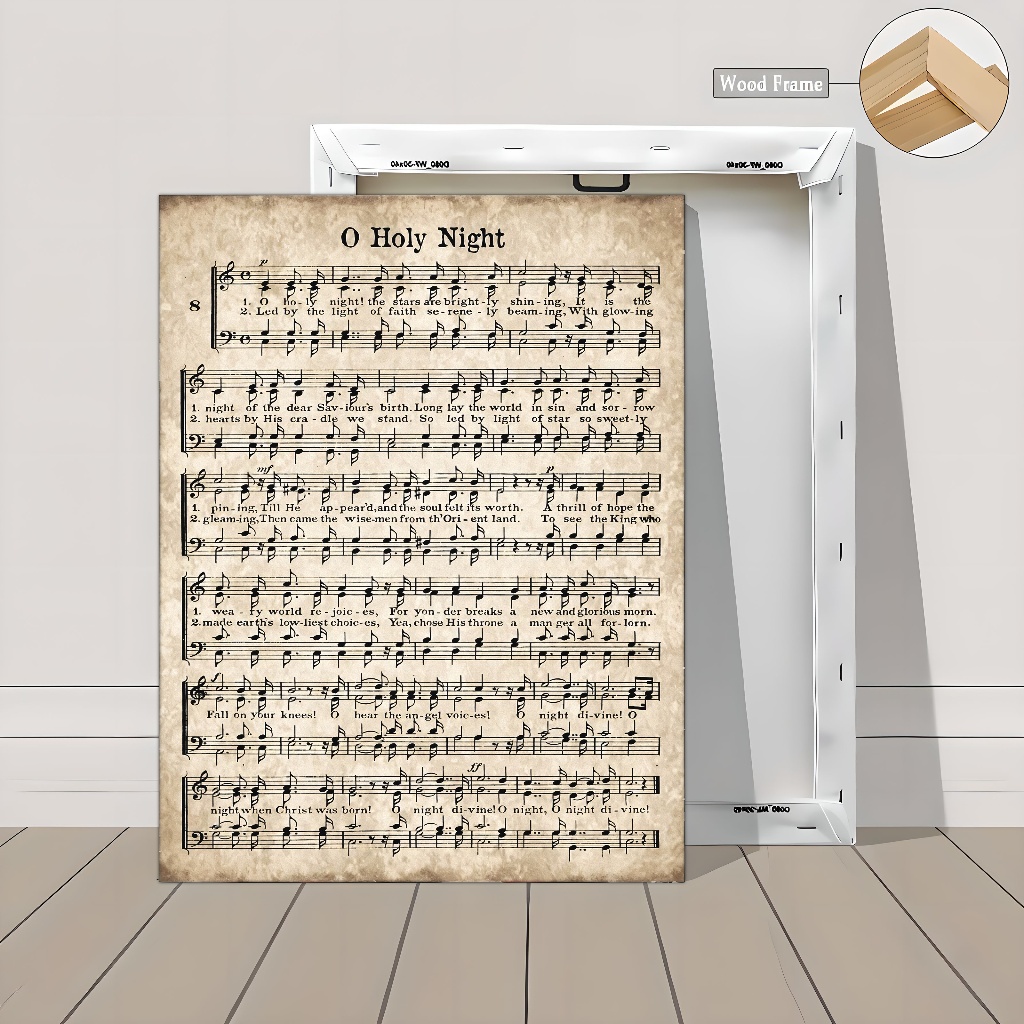 Wood Frame
O Holy Night
p
8
1. O ho-ly night! the stars are bright-ly shin-ing, It is the
2. Led by the light of faith se-rene-ly beam-ing, With glow-ing
1. night of the dear Sav-iour's birth. Long lay the world in sin and sor-row
2. hearts by His cra-dle we stand. So led by light of star so sweet-ly
mf
p
1. pin-ing, Till He ap-pear'd, and the soul felt its worth. A thrill of hope the
2. gleam-ing, Then came the wise-men from th'Ori-ent land. To see the King who
1. wea-ry world re-joic-es, For yon-der breaks a new and glorious morn.
2. made earth's low-liest choic-es, Yea, chose His throne a man ger all for-lorn.
f
Fall on your knees! O hear the an-gel voic-es! O night di-vine! O
ff
night when Christ was born! O night di-vine! O night, O night di-vine!